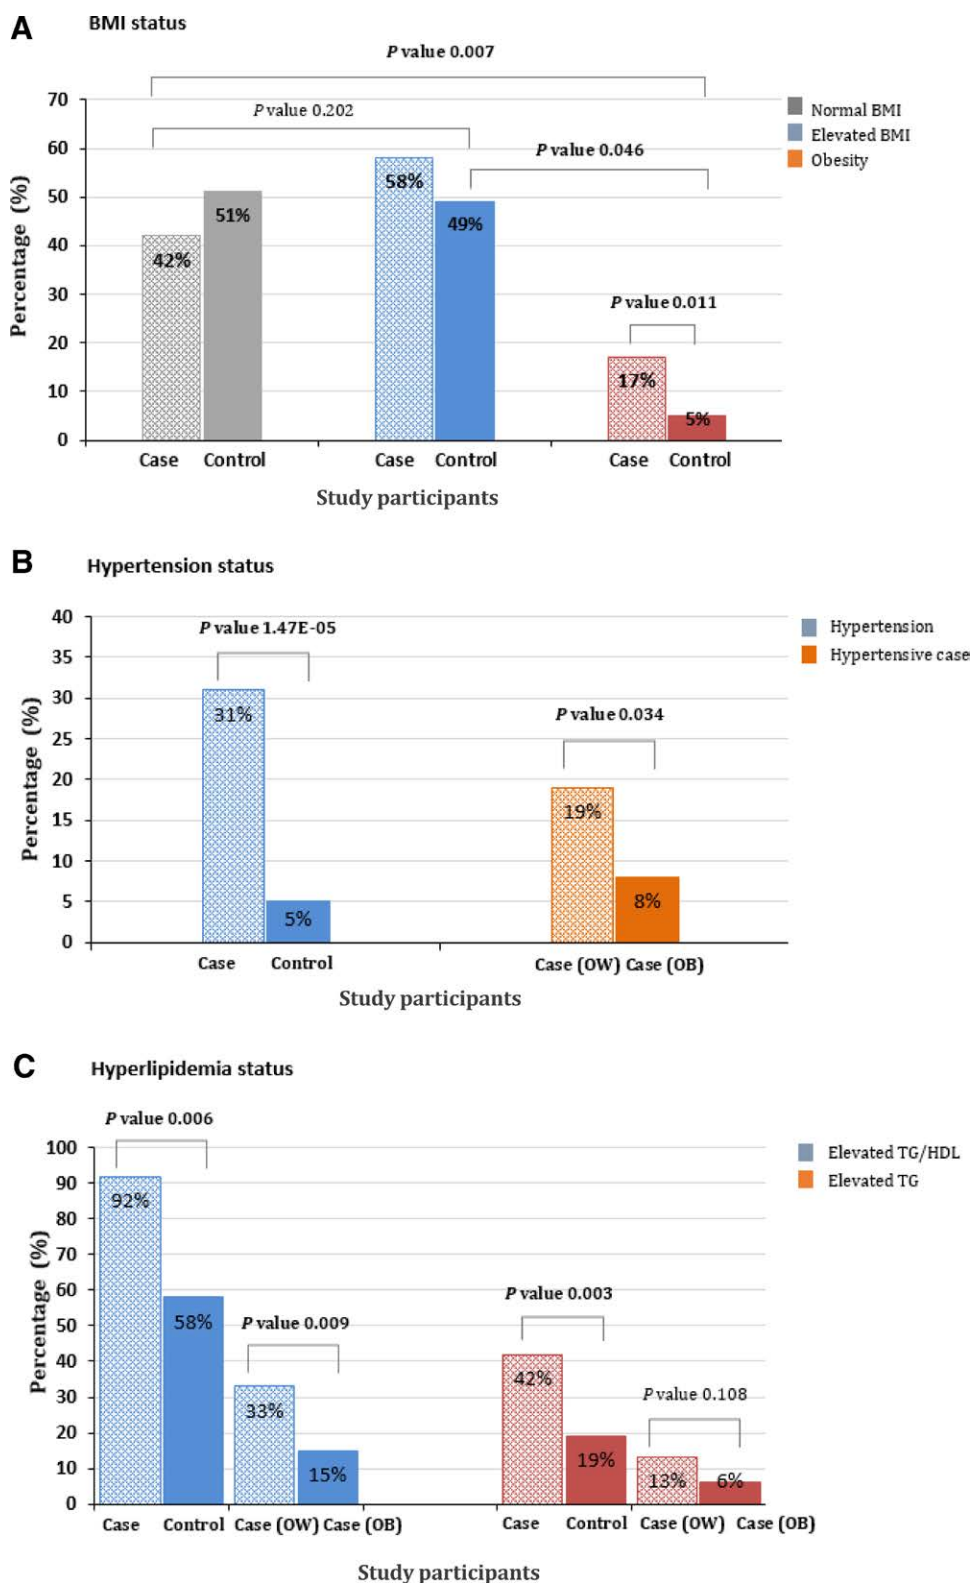 A
BMI status
P value 0.007
P value 0.202
P value 0.046
P value 0.011
Percentage (%)
70
60
50
40
30
20
10
0
42%
51%
58%
49%
17%
5%
Case Control Case Control Case Control
Study participants
Normal BMI
Elevated BMI
Obesity
B
Hypertension status
P value 1.47E-05
P value 0.034
Percentage (%)
40
35
30
25
20
15
10
5
0
31%
5%
19%
8%
Case Control Case (OW) Case (OB)
Study participants
Hypertension
Hypertensive case
C
Hyperlipidemia status
P value 0.006
P value 0.009
P value 0.003
P value 0.108
Percentage (%)
100
90
80
70
60
50
40
30
20
10
0
92%
58%
33%
15%
42%
19%
13%
6%
Case Control Case (OW) Case (OB) Case Control Case (OW) Case (OB)
Study participants
Elevated TG/HDL
Elevated TG